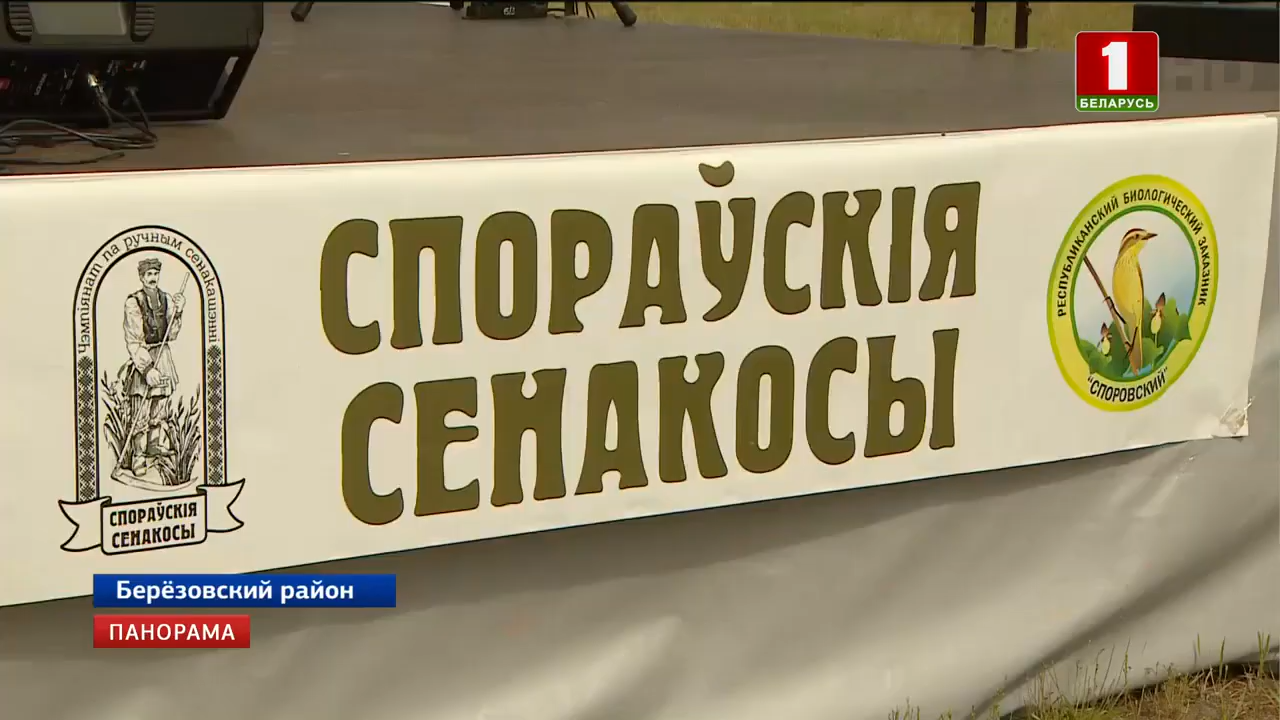 1
БЕЛАРУСЬ
Чэмпіянат па ручным сенакашэнні
СПОРАЎСКІЯ
СЕНАКОСЫ
СПОРАЎСКІЯ
СЕНАКОСЫ
РЕСПУБЛИКАНСКИЙ БИОЛОГИЧЕСКИЙ ЗАКАЗНИК
"СПОРОВСКИЙ"
Берёзовский район
ПАНОРАМА